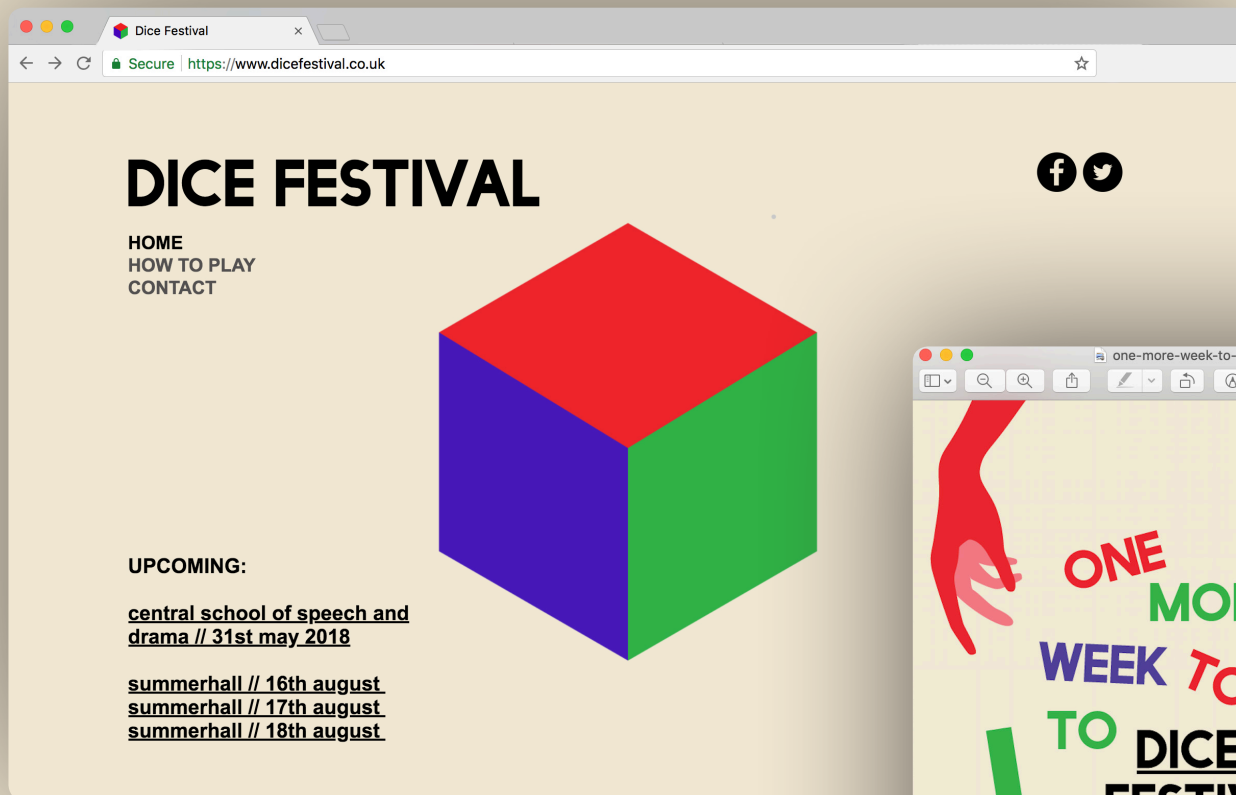 Dice Festival
Secure https://www.dicefestival.co.uk
DICE FESTIVAL
HOME
HOW TO PLAY
CONTACT
UPCOMING:
central school of speech and
drama // 31st may 2018
summerhall // 16th august
summerhall // 17th august
summerhall // 18th august
one-more-week-to-
ONE
WEEK
TO